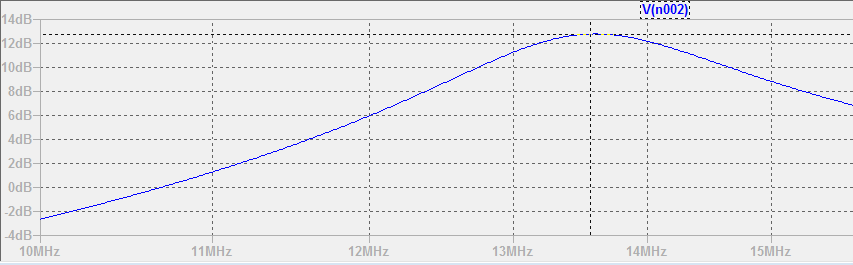 V(n002)
14dB
12dB
10dB
8dB
6dB
4dB
2dB
0dB
-2dB
-4dB
10MHz 11MHz 12MHz 13MHz 14MHz 15MHz